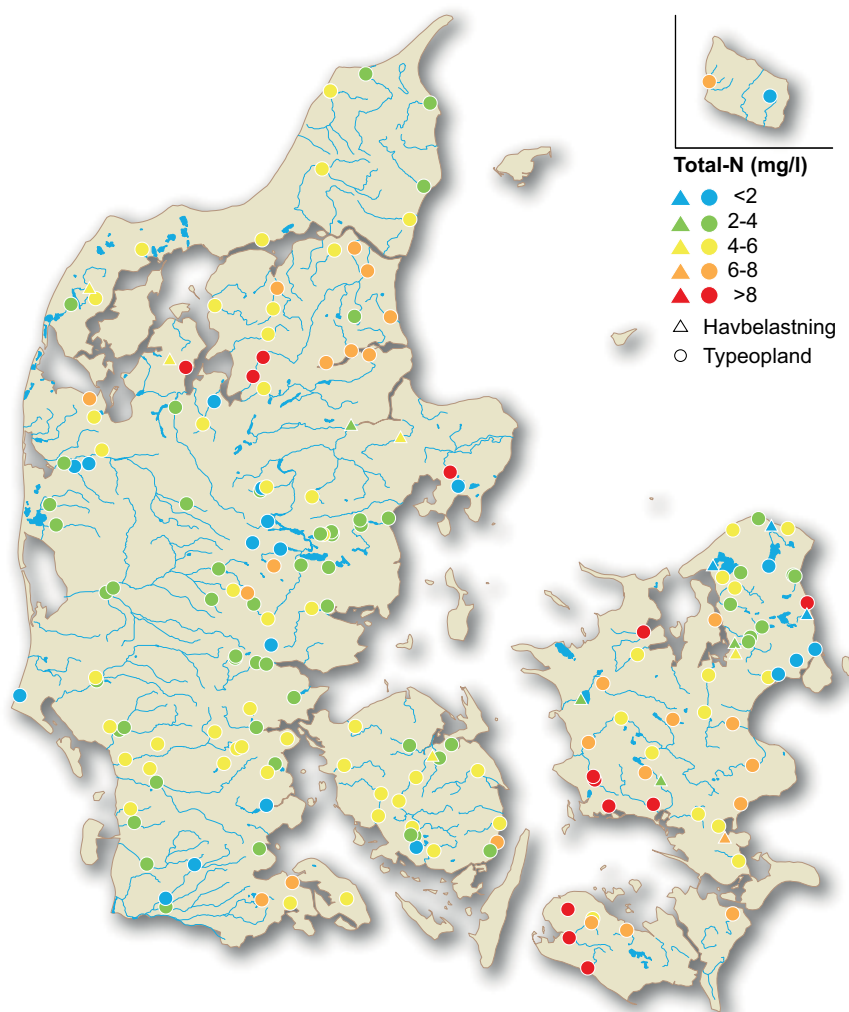 Total-N (mg/l)
<2
2-4
4-6
6-8
>8
Havbelastning
Typeopland